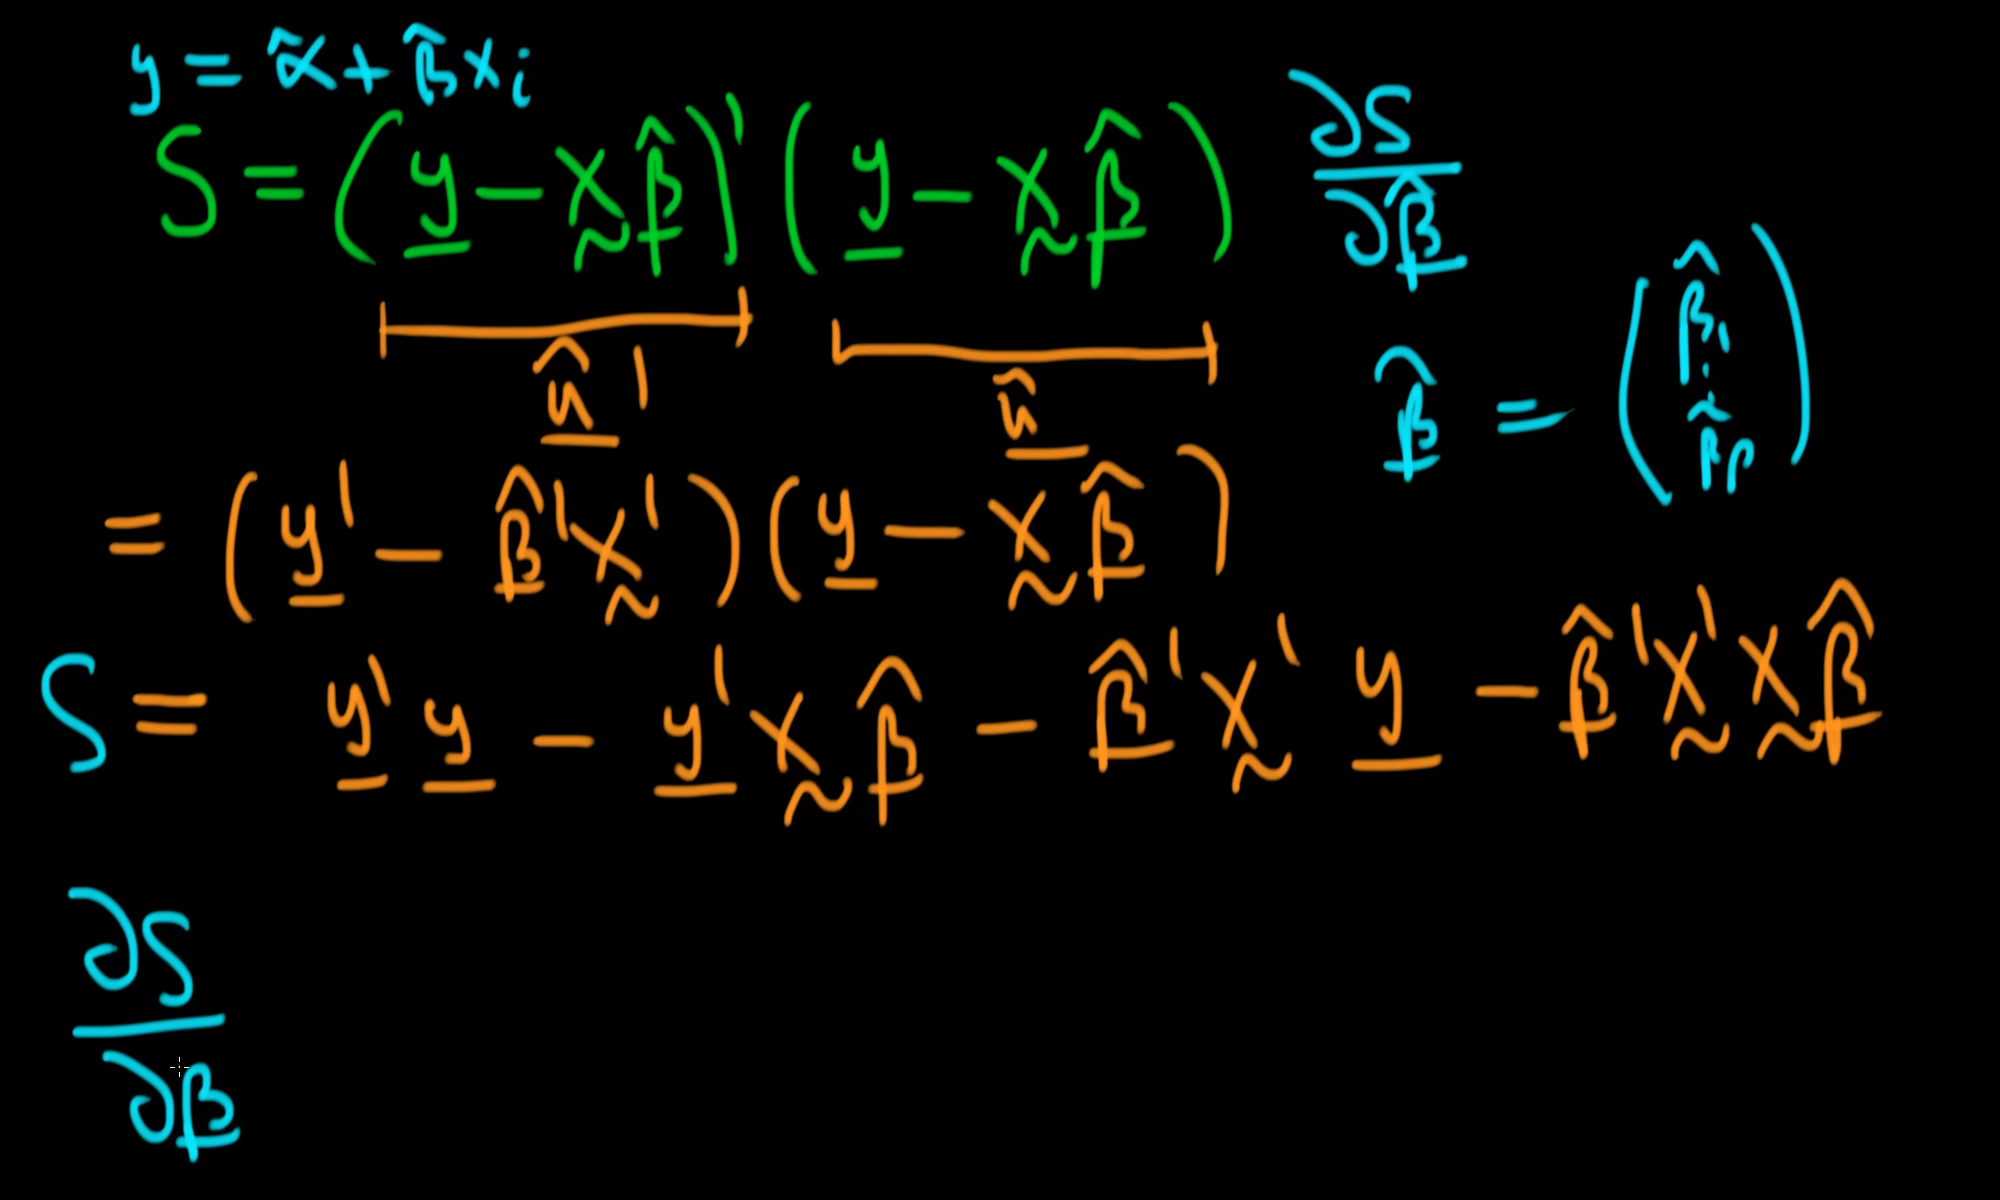 y = α̂ + β̂xᵢ
S = (y − Xβ̂)' (y − Xβ̂)
∂S/∂β̂
û' û
β̂ = (β̂₁ ⋮ β̂p)
= (y' − β̂'X')(y − Xβ̂)
S = y'y − y'Xβ̂ − β̂'X'y − β̂'X'Xβ̂
∂S/∂β